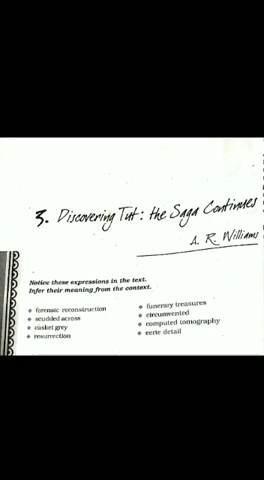 3. Discovering Tut: the Saga Continues
A. R. Williams
Notice these expressions in the text.
Infer their meaning from the context.
forensic reconstruction
scudded across
casket grey
resurrection
funerary treasures
circumvented
computed tomography
eerie detail